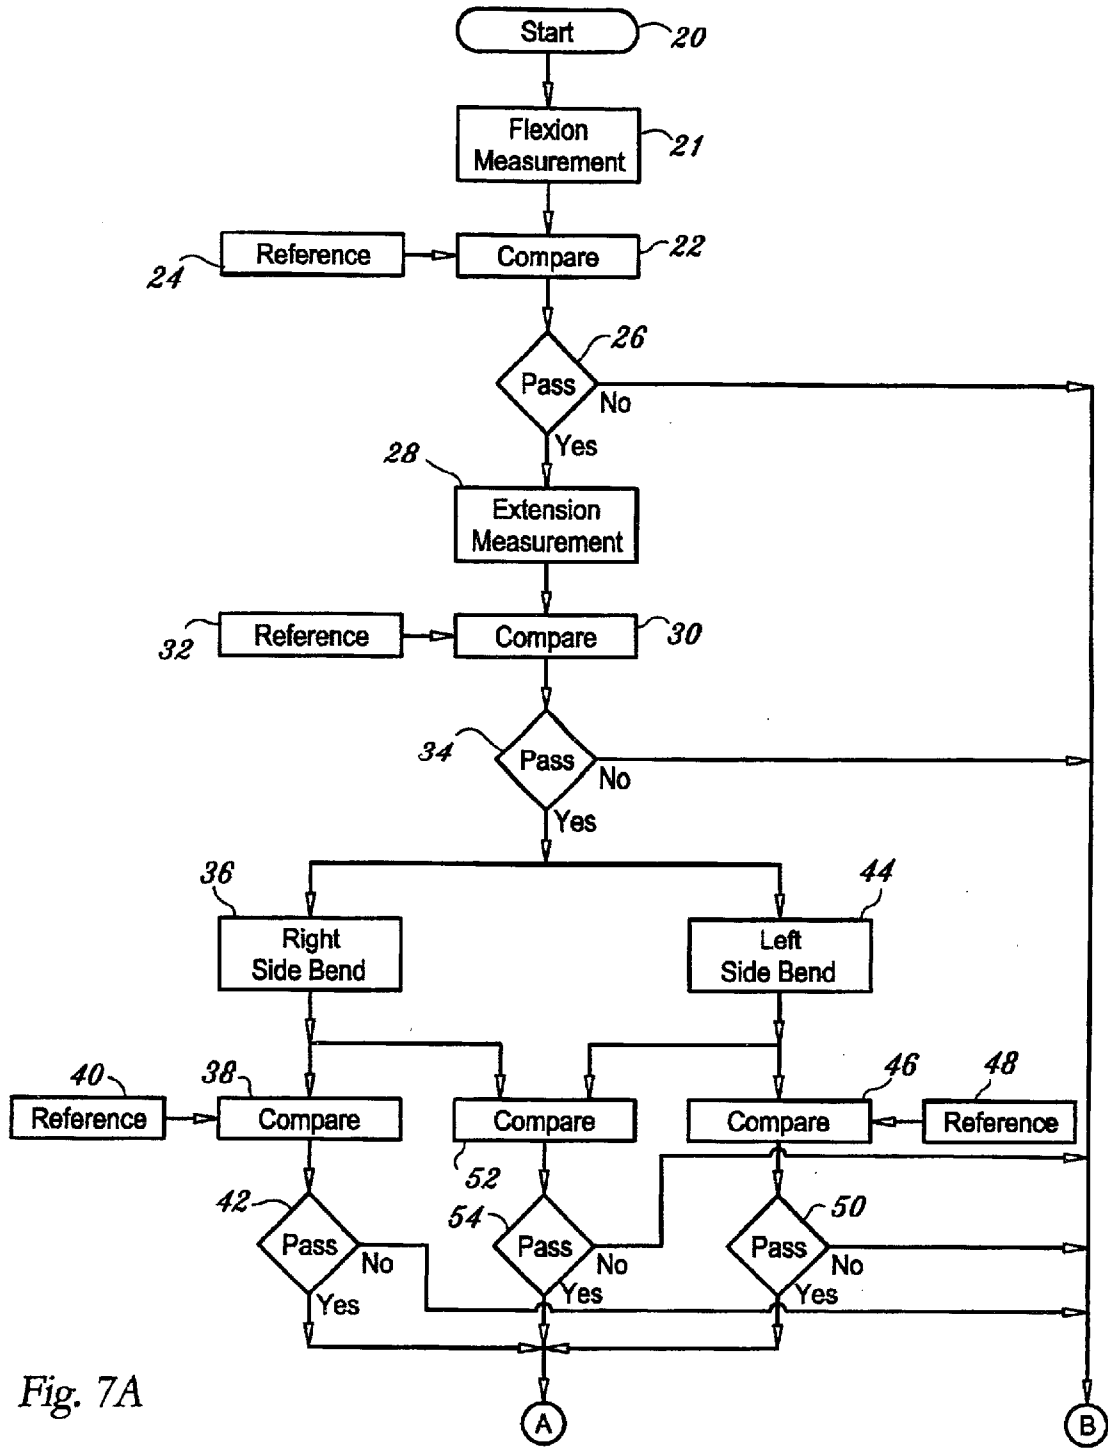 Start
20
Flexion
Measurement
21
Reference
24
Compare
22
Pass
26
No
Yes
28
Extension
Measurement
Reference
32
Compare
30
34
Pass
No
Yes
36
Right
Side Bend
44
Left
Side Bend
40
Reference
38
Compare
Compare
52
46
Compare
48
Reference
42
Pass
No
Yes
54
Pass
No
Yes
50
Pass
No
Yes
Fig. 7A
A
B